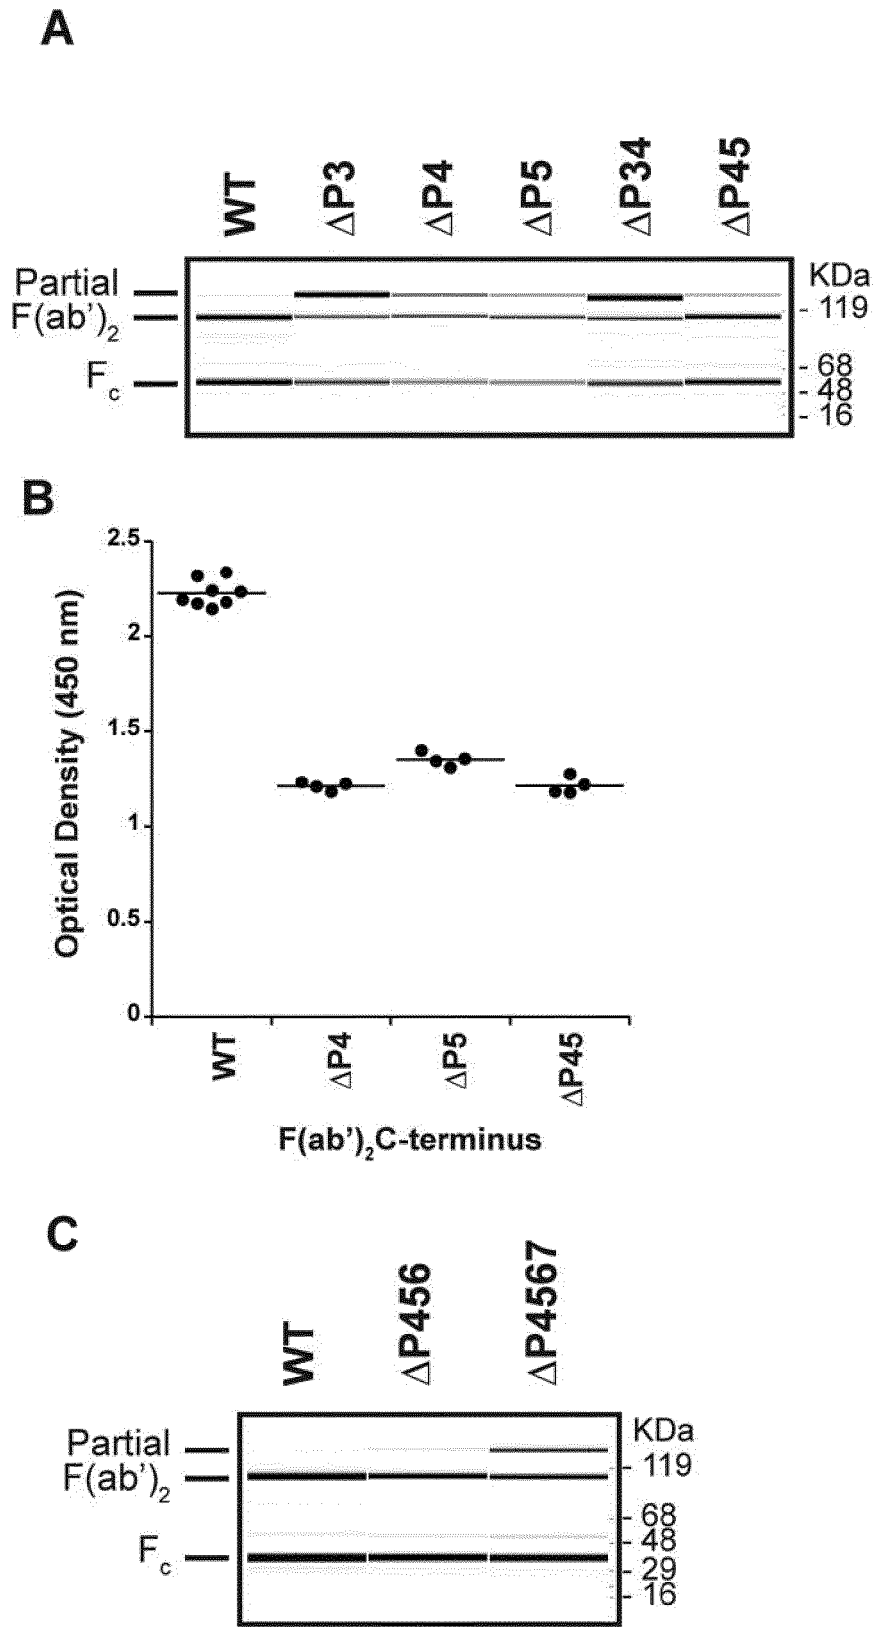 A
WT ΔP3 ΔP4 ΔP5 ΔP34 ΔP45
Partial
F(ab’)2
Fc
KDa
- 119
- 68
- 48
- 16
B
Optical Density (450 nm)
2.5
2
1.5
1
0.5
0
WT ΔP4 ΔP5 ΔP45
F(ab’)2C-terminus
C
WT ΔP456 ΔP4567
Partial
F(ab’)2
Fc
KDa
- 119
- 68
- 48
- 29
- 16